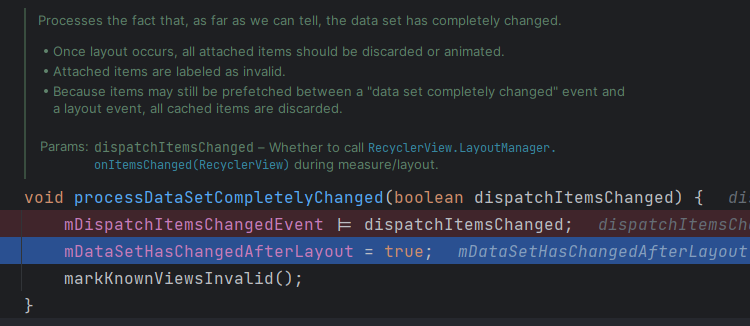 Processes the fact that, as far as we can tell, the data set has completely changed.
• Once layout occurs, all attached items should be discarded or animated.
• Attached items are labeled as invalid.
• Because items may still be prefetched between a "data set completely changed" event and
a layout event, all cached items are discarded.
Params: dispatchItemsChanged – Whether to call RecyclerView.LayoutManager.
onItemsChanged(RecyclerView) during measure/layout.
void processDataSetCompletelyChanged(boolean dispatchItemsChanged) {   di
mDispatchItemsChangedEvent |= dispatchItemsChanged;   dispatchItemsCh
mDataSetHasChangedAfterLayout = true;   mDataSetHasChangedAfterLayout
markKnownViewsInvalid();
}